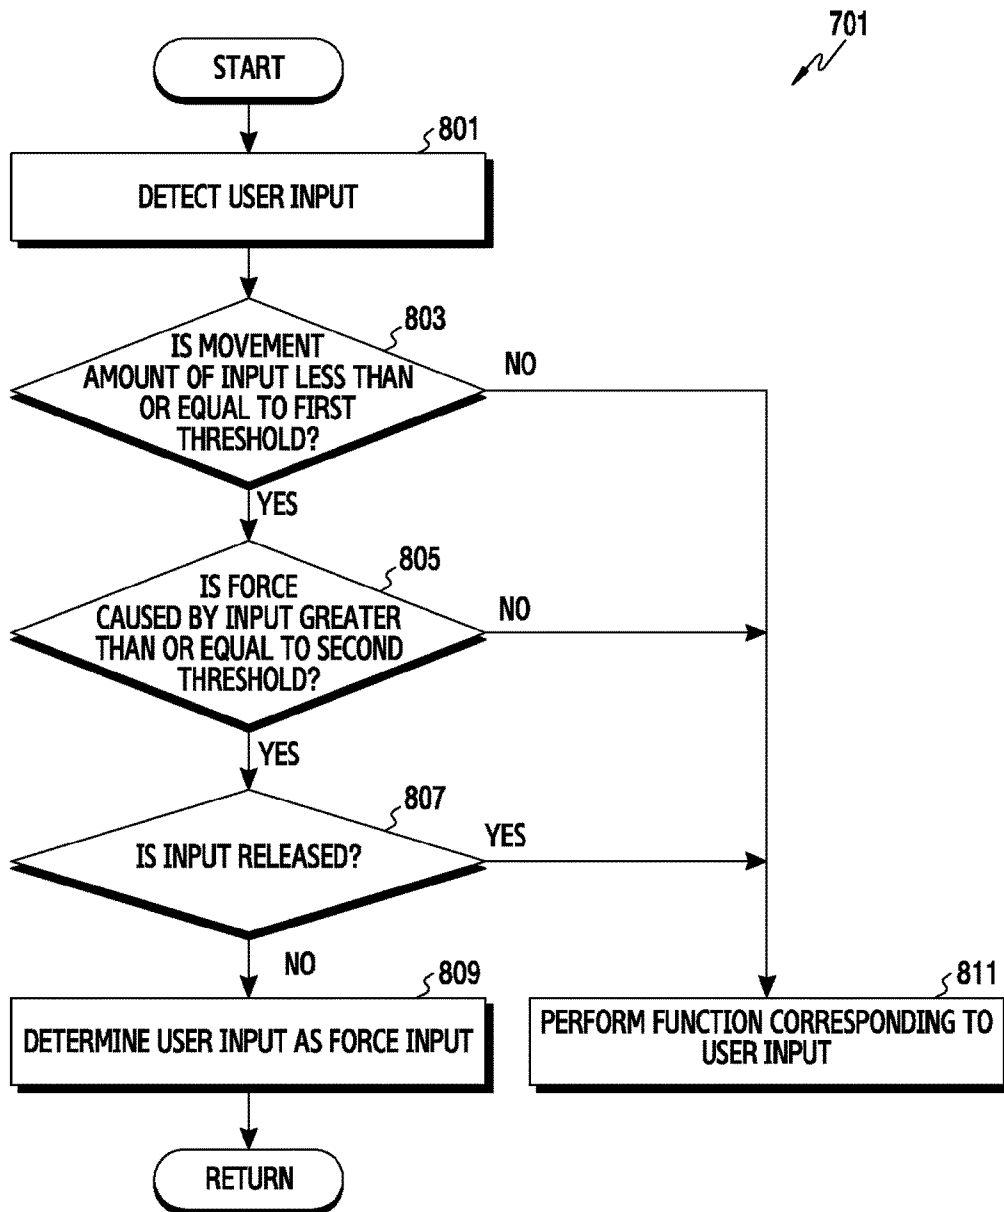 701
START
801
DETECT USER INPUT
803
IS MOVEMENT
AMOUNT OF INPUT LESS THAN
OR EQUAL TO FIRST
THRESHOLD?
NO
YES
805
IS FORCE
CAUSED BY INPUT GREATER
THAN OR EQUAL TO SECOND
THRESHOLD?
NO
YES
807
IS INPUT RELEASED?
YES
NO
809
DETERMINE USER INPUT AS FORCE INPUT
811
PERFORM FUNCTION CORRESPONDING TO
USER INPUT
RETURN